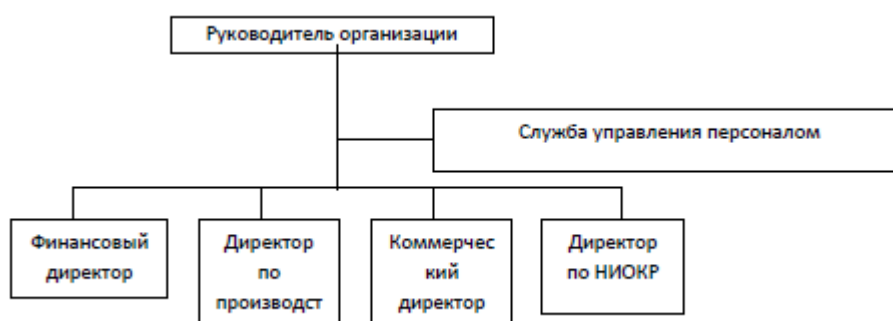 Руководитель организации
Служба управления персоналом
Финансовый
директор
Директор
по
производст
Коммерчес
кий
директор
Директор
по НИОКР